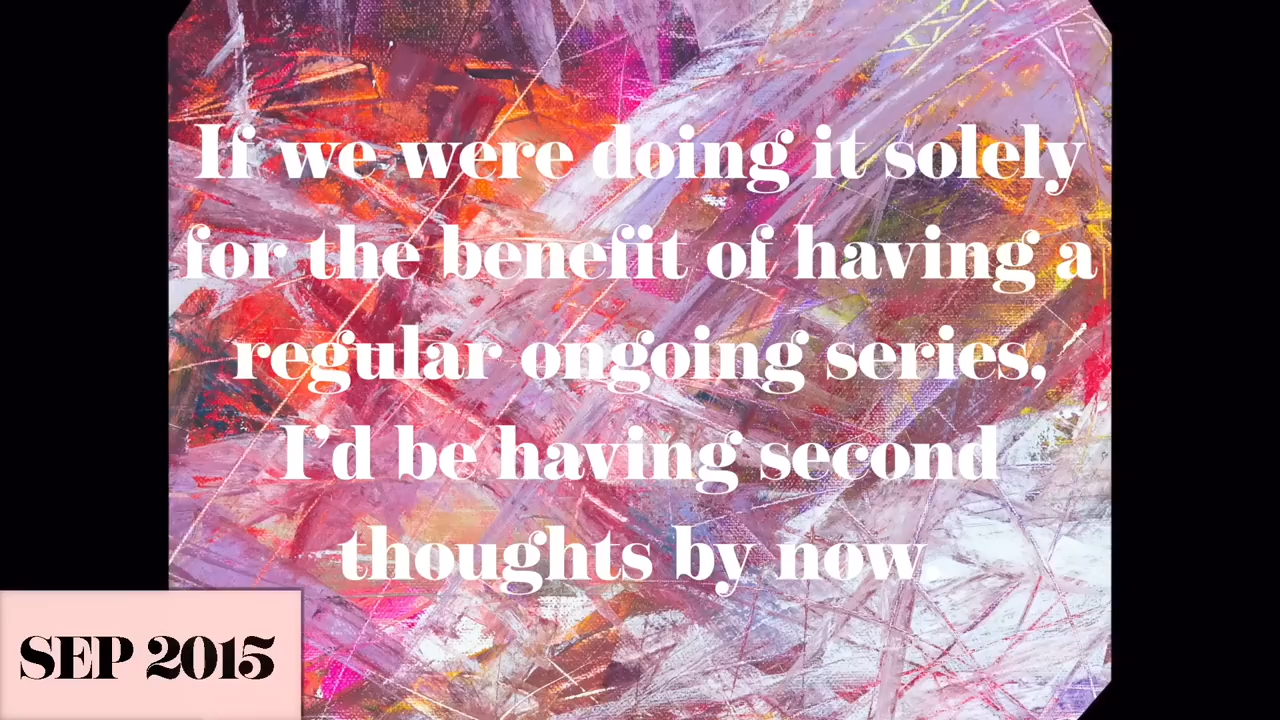 If we were doing it solely
for the benefit of having a
regular ongoing series,
I'd be having second
thoughts by now.
SEP 2015